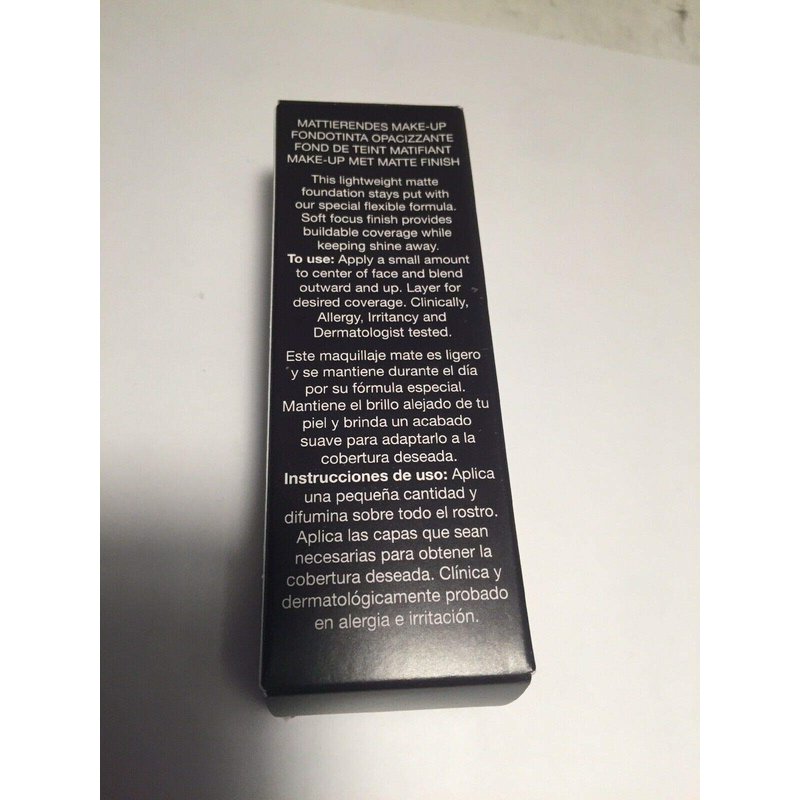 MATTIERENDES MAKE-UP
FONDOTINTA OPACIZZANTE
FOND DE TEINT MATIFIANT
MAKE-UP MET MATTE FINISH
This lightweight matte
foundation stays put with
our special flexible formula.
Soft focus finish provides
buildable coverage while
keeping shine away.
To use: Apply a small amount
to center of face and blend
outward and up. Layer for
desired coverage. Clinically,
Allergy, Irritancy and
Dermatologist tested.
Este maquillaje mate es ligero
y se mantiene durante el día
por su fórmula especial.
Mantiene el brillo alejado de tu
piel y brinda un acabado
suave para adaptarlo a la
cobertura deseada.
Instrucciones de uso: Aplica
una pequeña cantidad y
difumina sobre todo el rostro.
Aplica las capas que sean
necesarias para obtener la
cobertura deseada. Clínica y
dermatológicamente probado
en alergia e irritación.